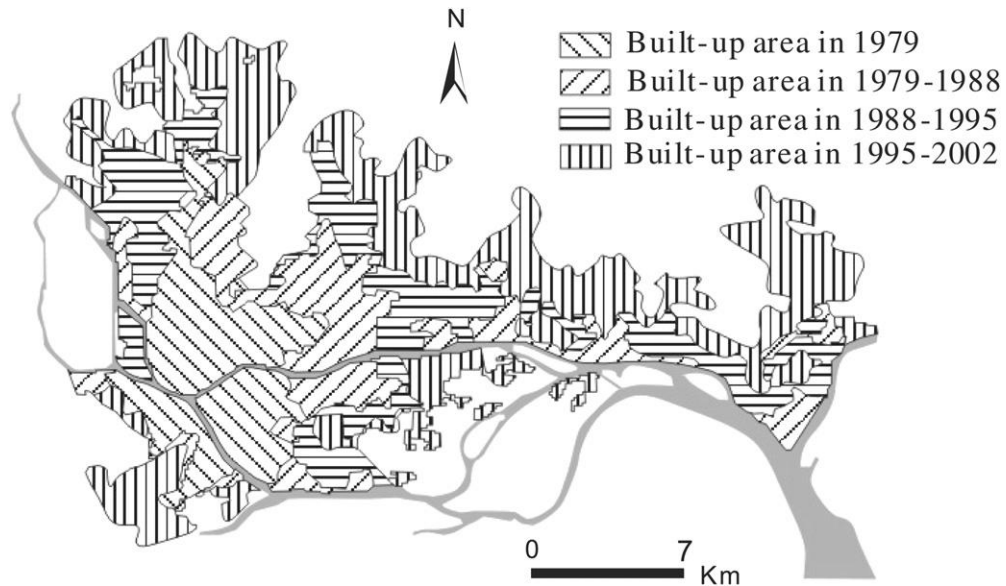 N
Built-up area in 1979
Built-up area in 1979-1988
Built-up area in 1988-1995
Built-up area in 1995-2002
0 7
Km